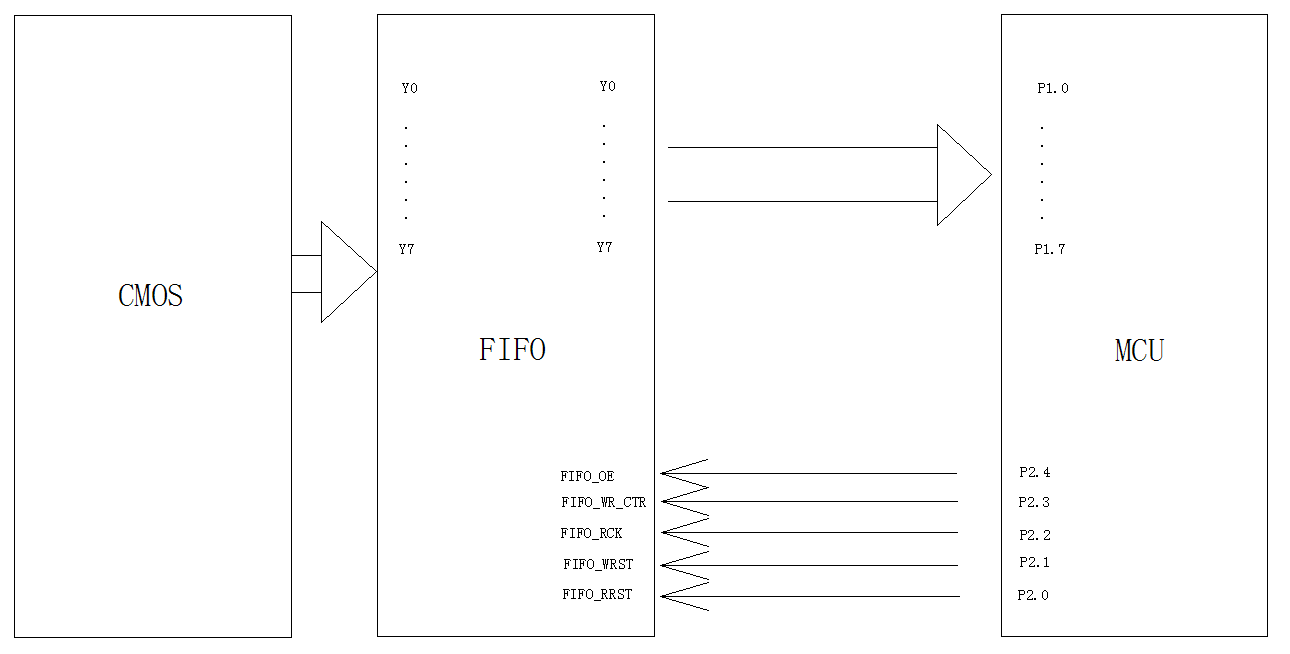 CMOS
Y0
Y7
Y0
Y7
FIFO
FIFO_OE
FIFO_WR_CTR
FIFO_RCK
FIFO_WRST
FIFO_RRST
P1.0
P1.7
MCU
P2.4
P2.3
P2.2
P2.1
P2.0